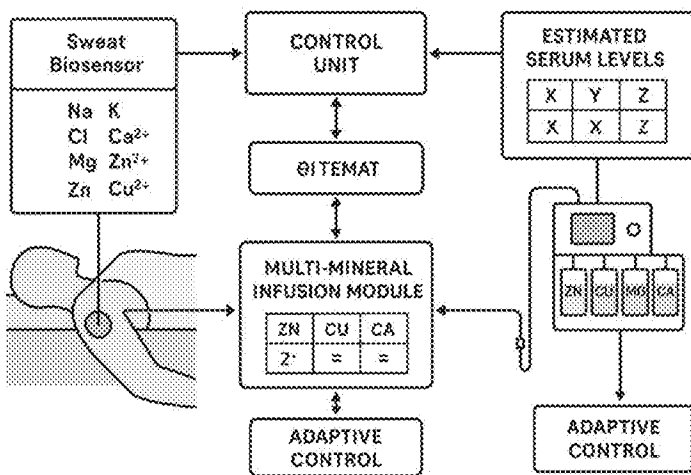 Sweat
Biosensor
Na K
Cl Ca²⁺
Mg Zn²⁺
Zn Cu²⁺
CONTROL
UNIT
ΘITEMAT
MULTI-MINERAL
INFUSION MODULE
ZN CU CA
2⁺ = =
ADAPTIVE
CONTROL
ESTIMATED
SERUM LEVELS
X Y Z
X X Z
ZN CU MG CA
ADAPTIVE
CONTROL